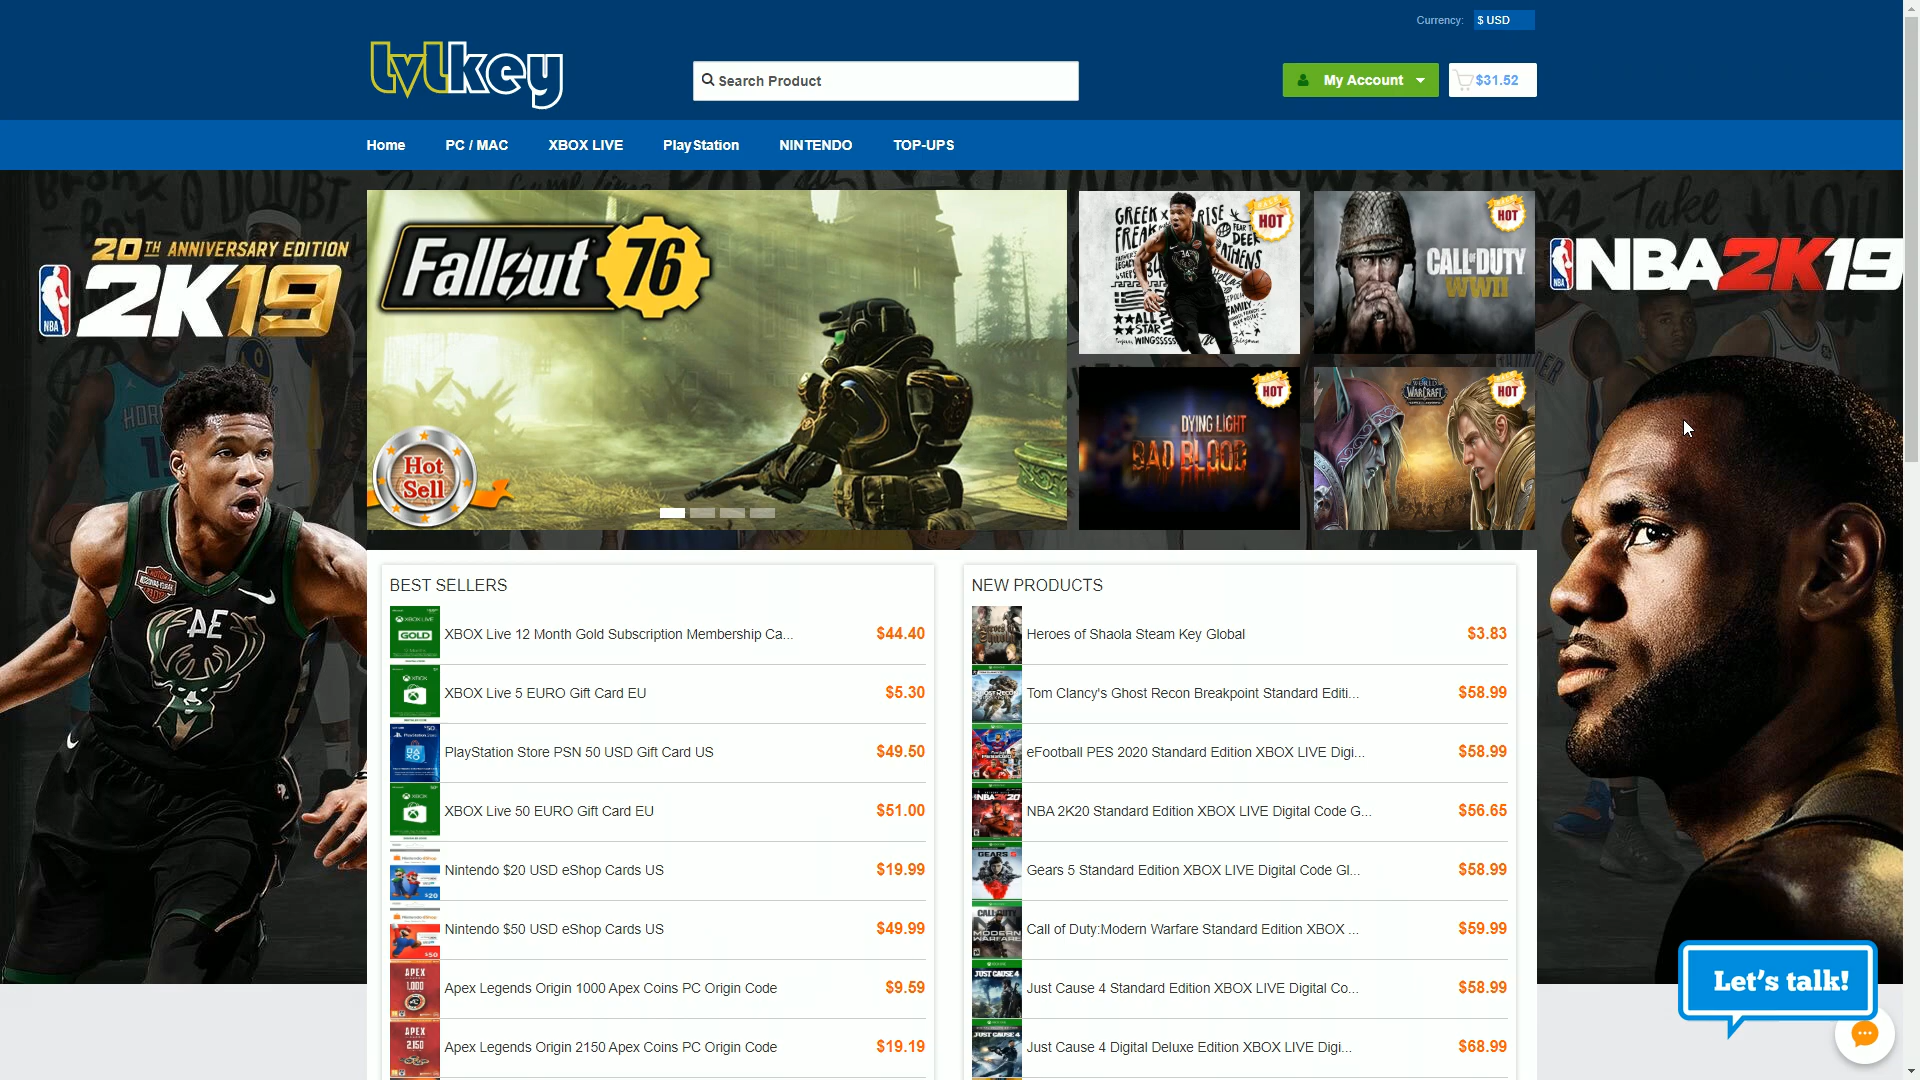 Currency:
$ USD
lvlkey
Search Product
My Account
$31.52
Home
PC / MAC
XBOX LIVE
PlayStation
NINTENDO
TOP-UPS
20TH ANNIVERSARY EDITION
NBA
2K19
Fallout 76
Hot
Sell
GREEK
FREAK
RISE
HOT
HOT
CALL OF DUTY
WWII
NBA 2K19
DYING LIGHT
BAD BLOOD
HOT
WORLD
WARCRAFT
HOT
BEST SELLERS
XBOX Live 12 Month Gold Subscription Membership Ca...
$44.40
XBOX Live 5 EURO Gift Card EU
$5.30
PlayStation Store PSN 50 USD Gift Card US
$49.50
XBOX Live 50 EURO Gift Card EU
$51.00
Nintendo $20 USD eShop Cards US
$19.99
Nintendo $50 USD eShop Cards US
$49.99
Apex Legends Origin 1000 Apex Coins PC Origin Code
$9.59
Apex Legends Origin 2150 Apex Coins PC Origin Code
$19.19
NEW PRODUCTS
Heroes of Shaola Steam Key Global
$3.83
Tom Clancy's Ghost Recon Breakpoint Standard Editi...
$58.99
eFootball PES 2020 Standard Edition XBOX LIVE Digi...
$58.99
NBA 2K20 Standard Edition XBOX LIVE Digital Code G...
$56.65
Gears 5 Standard Edition XBOX LIVE Digital Code Gl...
$58.99
Call of Duty:Modern Warfare Standard Edition XBOX ...
$59.99
Just Cause 4 Standard Edition XBOX LIVE Digital Co...
$58.99
Just Cause 4 Digital Deluxe Edition XBOX LIVE Digi...
$68.99
Let's talk!